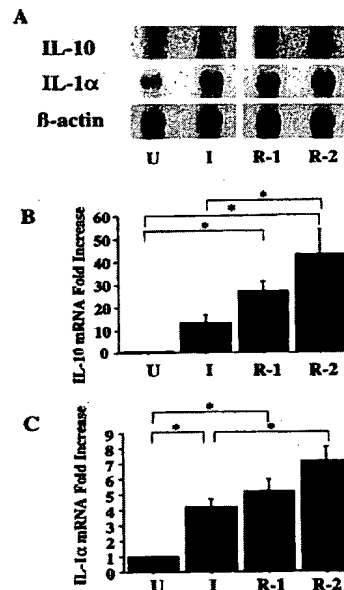 A
IL-10
IL-1α
ß-actin
U I R-1 R-2
B
* * *
IL-10 mRNA Fold Increase
60
50
40
30
20
10
0
U I R-1 R-2
C
* * *
IL-1α mRNA Fold Increase
9
8
7
6
5
4
3
2
1
0
U I R-1 R-2